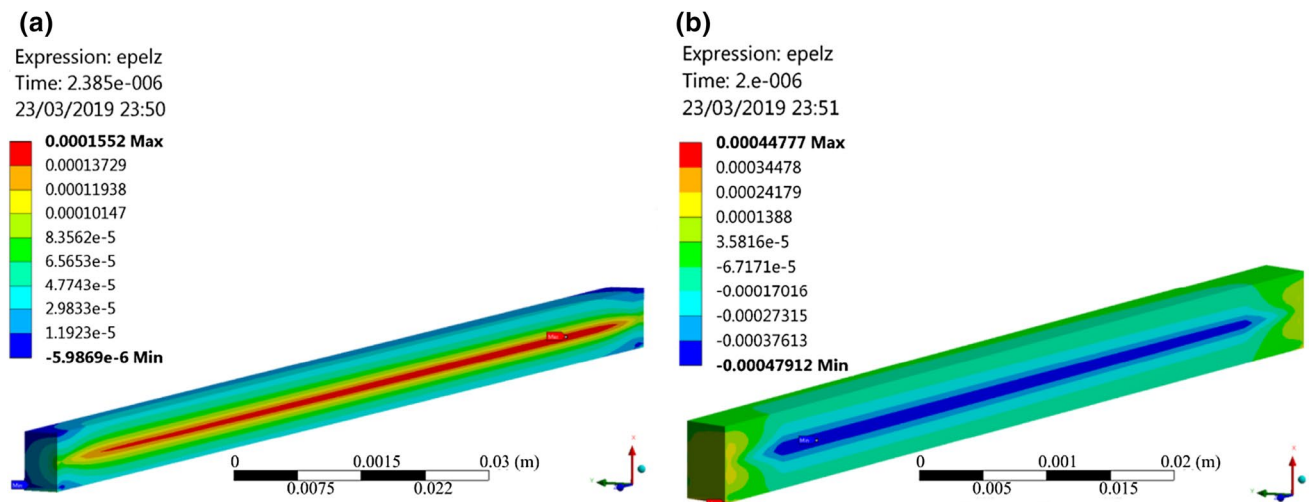 (a)
Expression: epelz
Time: 2.385e-006
23/03/2019 23:50
0.0001552 Max
0.00013729
0.00011938
0.00010147
8.3562e-5
6.5653e-5
4.7743e-5
2.9833e-5
1.1923e-5
-5.9869e-6 Min
Max
Min
0 0.0015 0.03 (m)
0.0075 0.022
X
Y
(b)
Expression: epelz
Time: 2.e-006
23/03/2019 23:51
0.00044777 Max
0.00034478
0.00024179
0.0001388
3.5816e-5
-6.7171e-5
-0.00017016
-0.00027315
-0.00037613
-0.00047912 Min
Min
0 0.001 0.02 (m)
0.005 0.015
X
Y